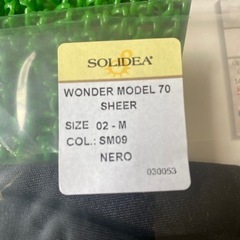 SOLIDEA
WONDER MODEL 70
SHEER
SIZE 02 - M
COL.: SM09
NERO
030053